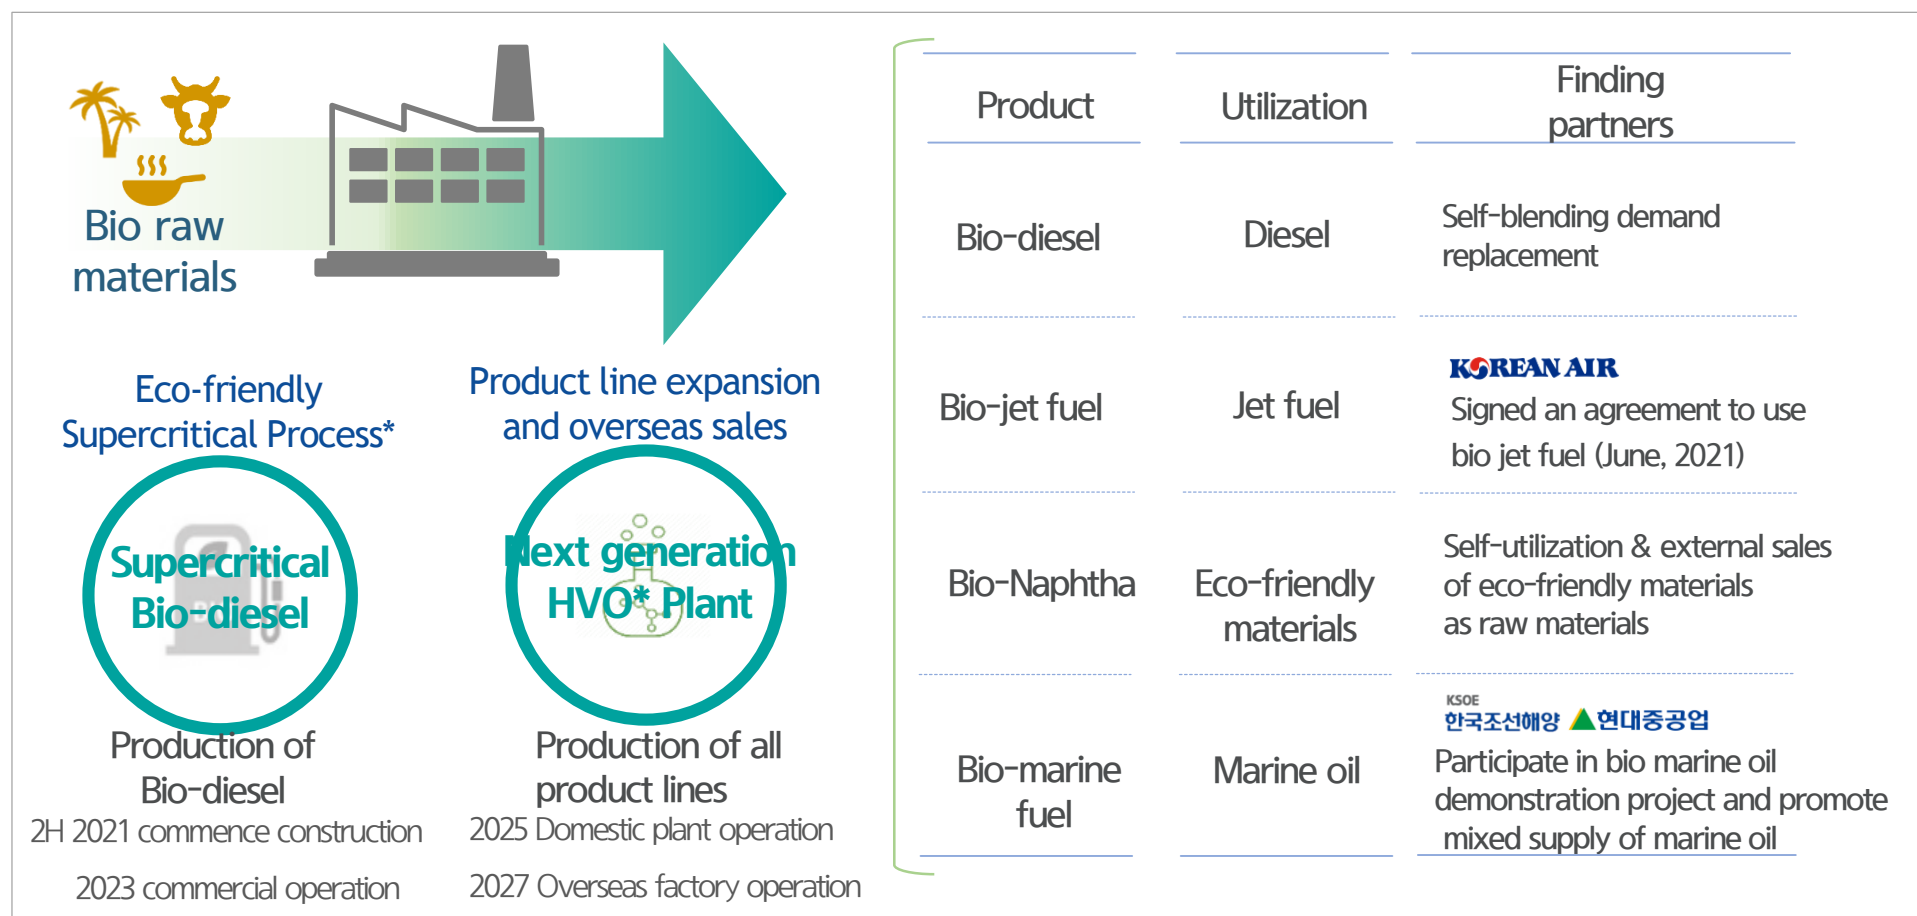 Bio raw
materials
Eco-friendly
Supercritical Process*
Supercritical
Bio-diesel
Production of
Bio-diesel
2H 2021 commence construction
2023 commercial operation
Product line expansion
and overseas sales
Next generation
HVO* Plant
Production of all
product lines
2025 Domestic plant operation
2027 Overseas factory operation
Product
Utilization
Finding
partners
Bio-diesel
Diesel
Self-blending demand
replacement
Bio-jet fuel
Jet fuel
KOREAN AIR
Signed an agreement to use
bio jet fuel (June, 2021)
Bio-Naphtha
Eco-friendly
materials
Self-utilization & external sales
of eco-friendly materials
as raw materials
Bio-marine
fuel
Marine oil
KSOE
한국조선해양 현대중공업
Participate in bio marine oil
demonstration project and promote
mixed supply of marine oil